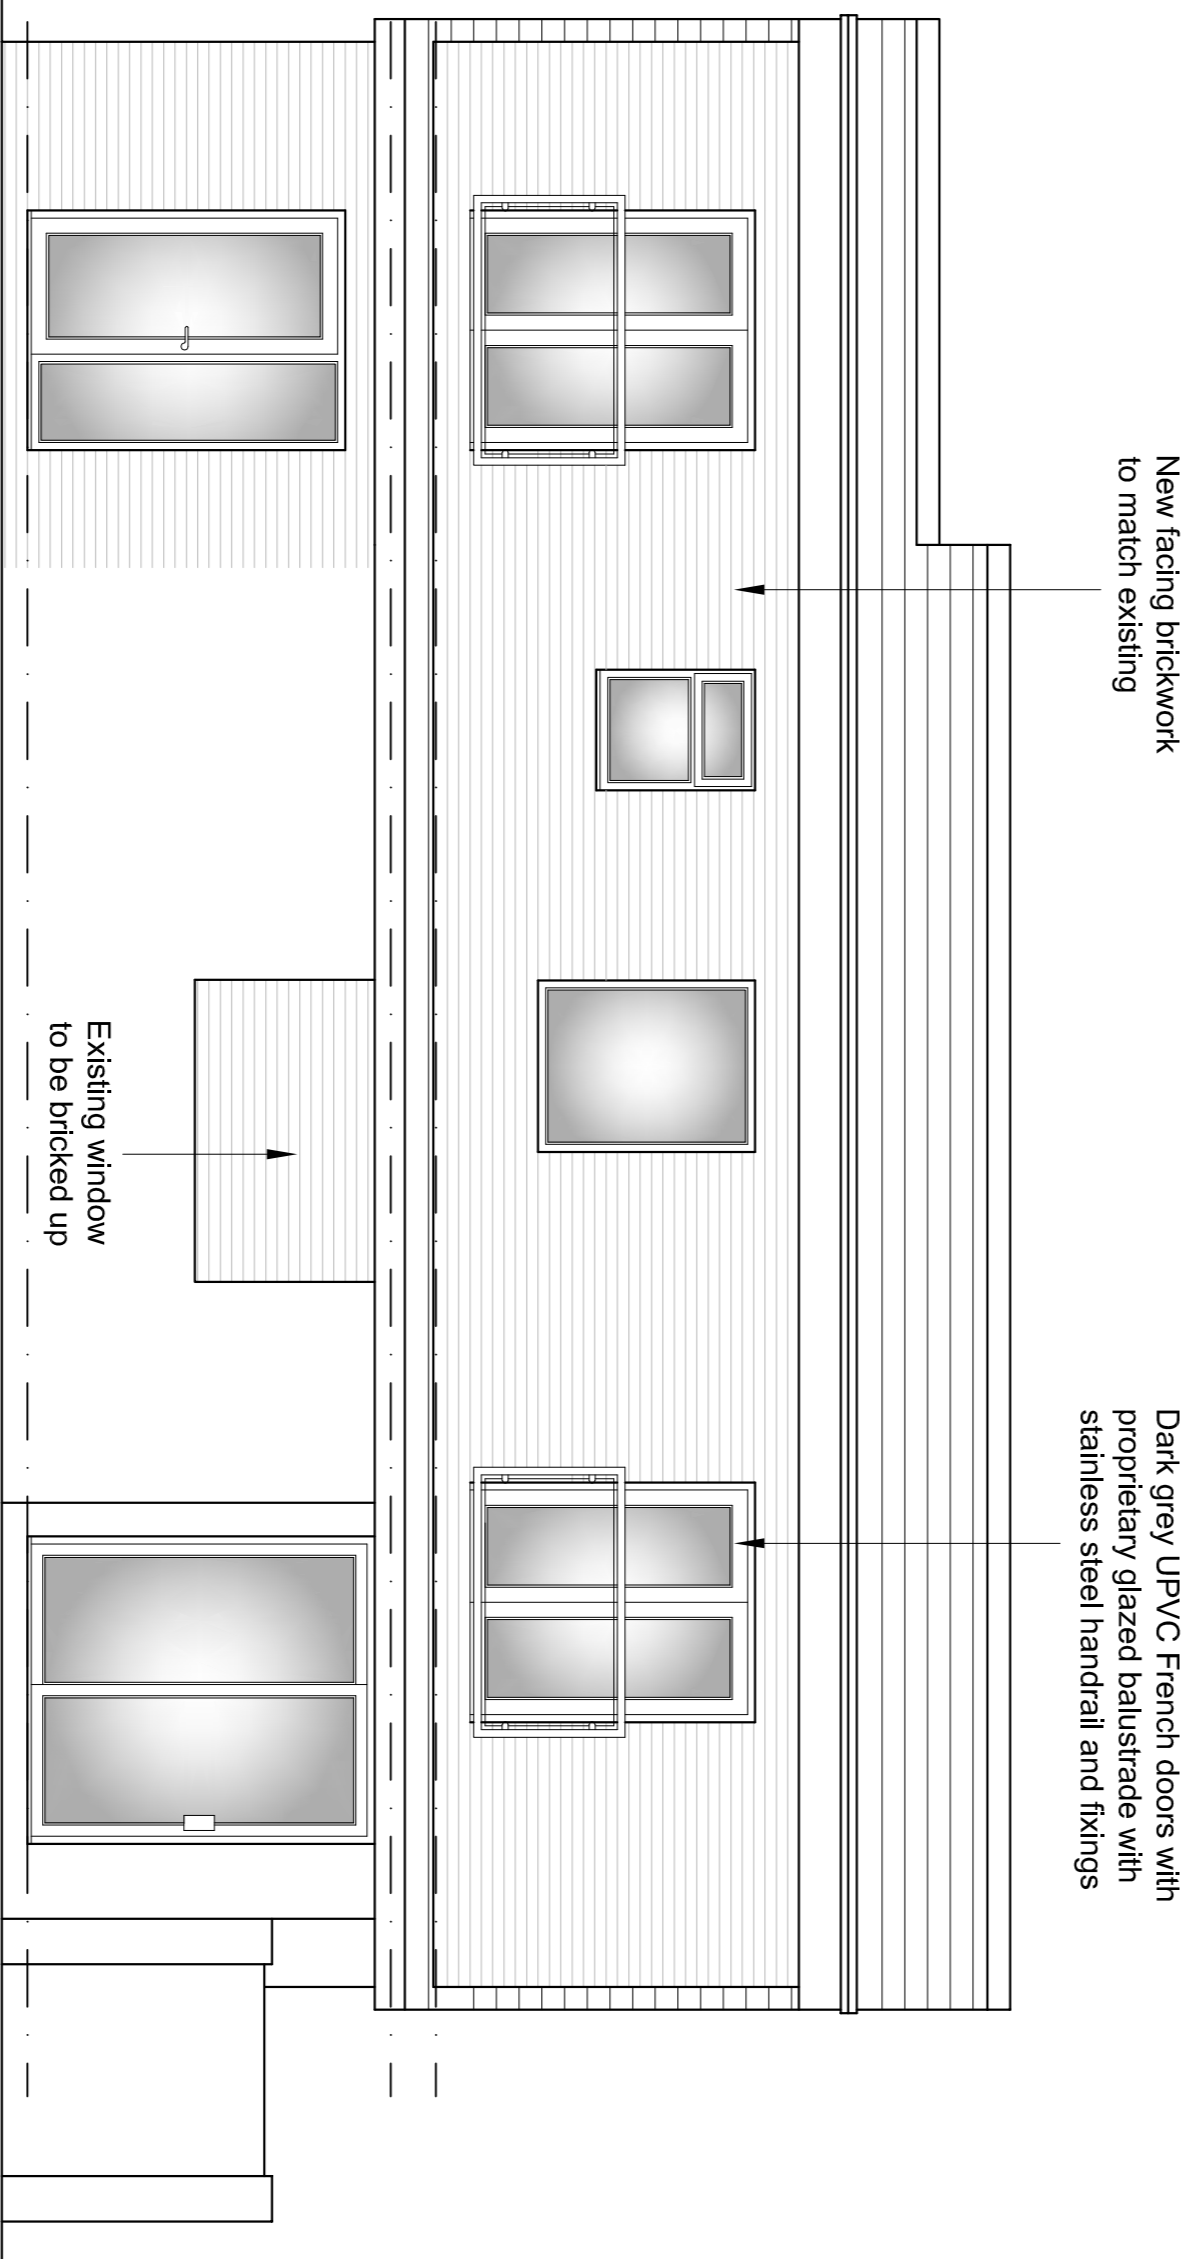 New facing brickwork
to match existing
Dark grey UPVC French doors with
proprietary glazed balustrade with
stainless steel handrail and fixings
Existing window
to be bricked up